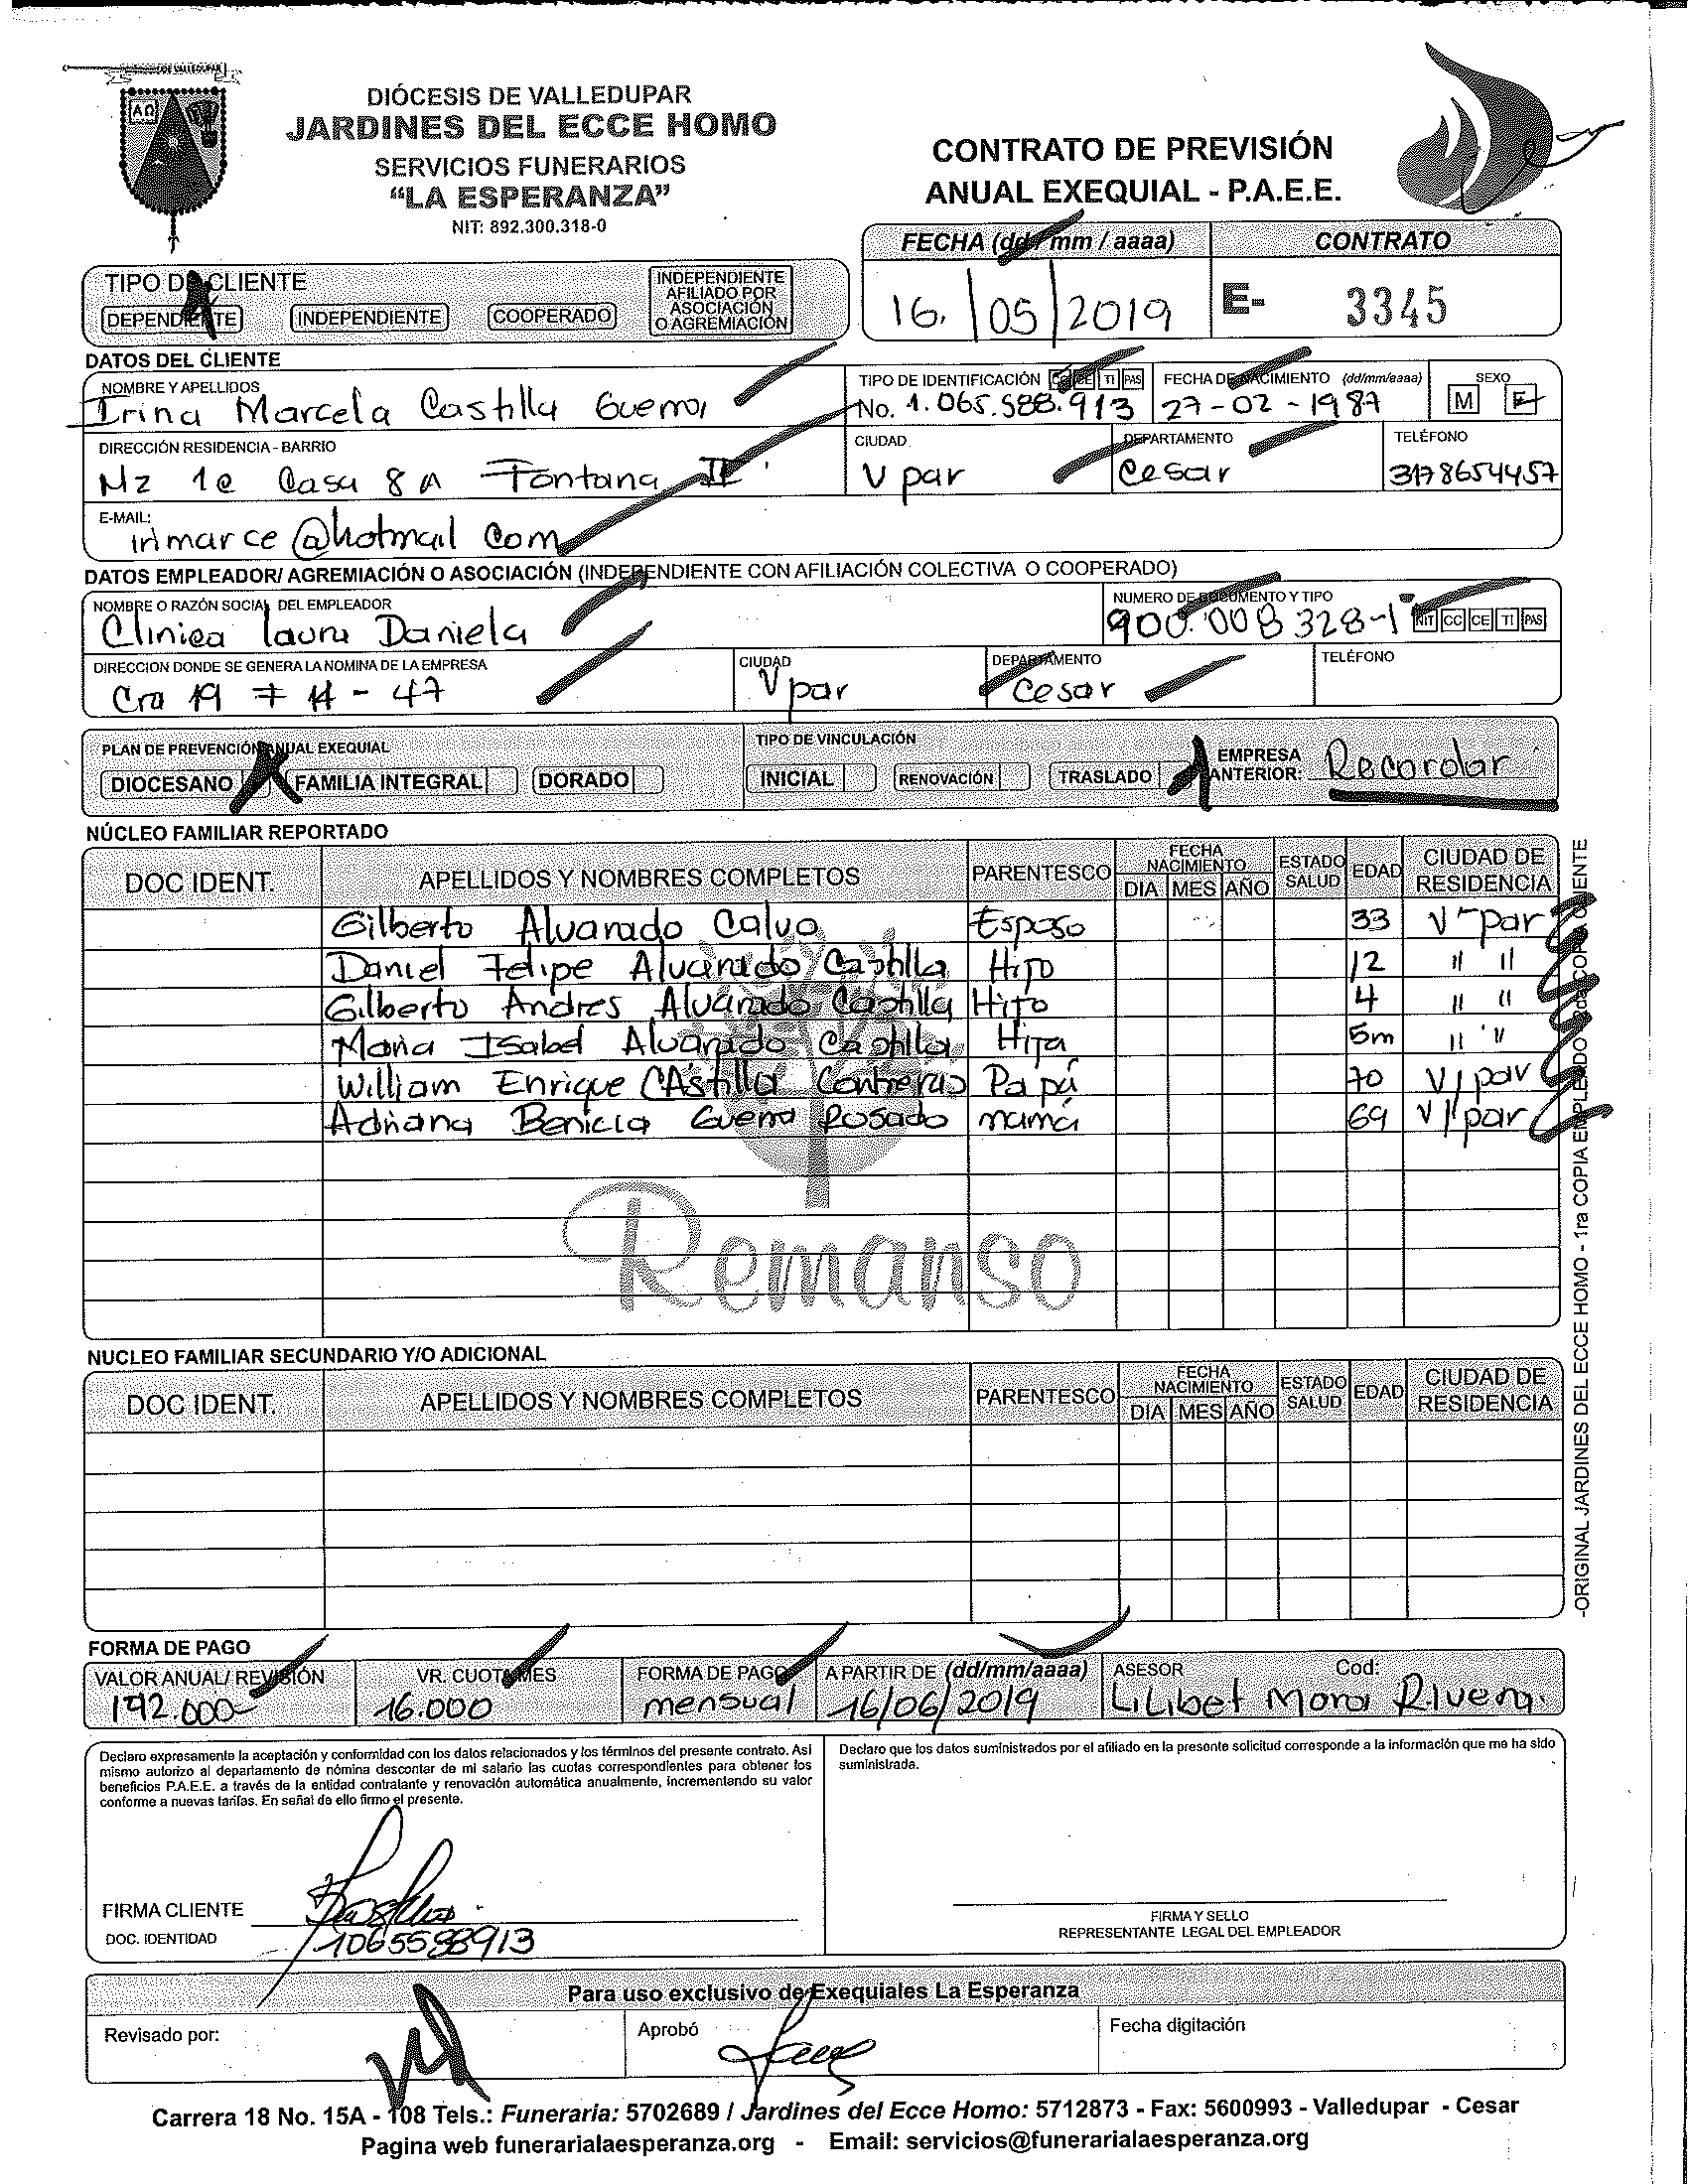 DE VALLEDUPAR
ΑΩ
DIÓCESIS DE VALLEDUPAR
JARDINES DEL ECCE HOMO
SERVICIOS FUNERARIOS
“LA ESPERANZA”
NIT: 892.300.318-0
CONTRATO DE PREVISIÓN
ANUAL EXEQUIAL - P.A.E.E.
FECHA (dd/mm / aaaa) CONTRATO
16. 05 2019 E- 3345
TIPO DE CLIENTE
DEPENDIENTE INDEPENDIENTE COOPERADO
INDEPENDIENTE
AFILIADO POR
ASOCIACIÓN
O AGREMIACIÓN
DATOS DEL CLIENTE
NOMBRE Y APELLIDOS TIPO DE IDENTIFICACIÓN CC CE TI PAS FECHA DE NACIMIENTO (dd/mm/aaaa) SEXO
Irina Marcela Castilla Guerra No. 1.065.588.913 27-02-1987 M F
DIRECCIÓN RESIDENCIA - BARRIO CIUDAD DEPARTAMENTO TELÉFONO
Mz 1e Casa 8 A Fontana II V par Cesar 3178654457
E-MAIL:
irimarce @hotmail Com
DATOS EMPLEADOR/ AGREMIACIÓN O ASOCIACIÓN (INDEPENDIENTE CON AFILIACIÓN COLECTIVA O COOPERADO)
NOMBRE O RAZÓN SOCIAL DEL EMPLEADOR NUMERO DE DOCUMENTO Y TIPO
Clinica laura Daniela 900.008328-1 NIT CC CE TI PAS
DIRECCION DONDE SE GENERA LA NOMINA DE LA EMPRESA CIUDAD DEPARTAMENTO TELÉFONO
Cra 19 # 14 - 47 Vpar Cesar
PLAN DE PREVENCIÓN ANUAL EXEQUIAL TIPO DE VINCULACIÓN
DIOCESANO FAMILIA INTEGRAL DORADO INICIAL RENOVACIÓN TRASLADO EMPRESA ANTERIOR: Recordar
NÚCLEO FAMILIAR REPORTADO
DOC IDENT. APELLIDOS Y NOMBRES COMPLETOS PARENTESCO FECHA NACIMIENTO DIA MES AÑO ESTADO SALUD EDAD CIUDAD DE RESIDENCIA
Gilberto Alvarado Calvo Esposo 33 V-par
Daniel Felipe Alvarado Castilla Hijo 12 " "
Gilberto Andres Alvarado Castilla Hijo 4 " "
Maria Isabel Alvarado Castilla Hija 5m " "
William Enrique CAstilla Contreras Papá 70 V/par
Adriana Benicia Guerra Rosado mamá 69 V/par
Remanso
NUCLEO FAMILIAR SECUNDARIO Y/O ADICIONAL
DOC IDENT. APELLIDOS Y NOMBRES COMPLETOS PARENTESCO FECHA NACIMIENTO DIA MES AÑO ESTADO SALUD EDAD CIUDAD DE RESIDENCIA
-ORIGINAL JARDINES DEL ECCE HOMO - 1ra COPIA EMPLEADO 2da COPIA CLIENTE
FORMA DE PAGO
VALOR ANUAL/ REVISIÓN VR. CUOTA MES FORMA DE PAGO A PARTIR DE (dd/mm/aaaa) ASESOR Cod:
192.000- 16.000 mensual 16/06/2019 Lilibet Mora Rivera.
Declaro expresamente la aceptación y conformidad con los datos relacionados y los términos del presente contrato. Asi
mismo autorizo al departamento de nómina descontar de mi salario las cuotas correspondientes para obtener los
beneficios P.A.E.E. a través de la entidad contralante y renovación automática anualmente, incrementando su valor
conforme a nuevas tarifas. En señal de ello firmo el presente.
Declaro que los datos suministrados por el afiliado en la presente solicitud corresponde a la información que me ha sido
suministrada.
FIRMA CLIENTE
DOC. IDENTIDAD 1065588913
FIRMA Y SELLO
REPRESENTANTE LEGAL DEL EMPLEADOR
Para uso exclusivo de Exequiales La Esperanza
Revisado por: Aprobó Fecha digitación
Carrera 18 No. 15A - 108 Tels.: Funeraria: 5702689 / Jardines del Ecce Homo: 5712873 - Fax: 5600993 - Valledupar - Cesar
Pagina web funerarialaesperanza.org - Email: servicios@funerarialaesperanza.org